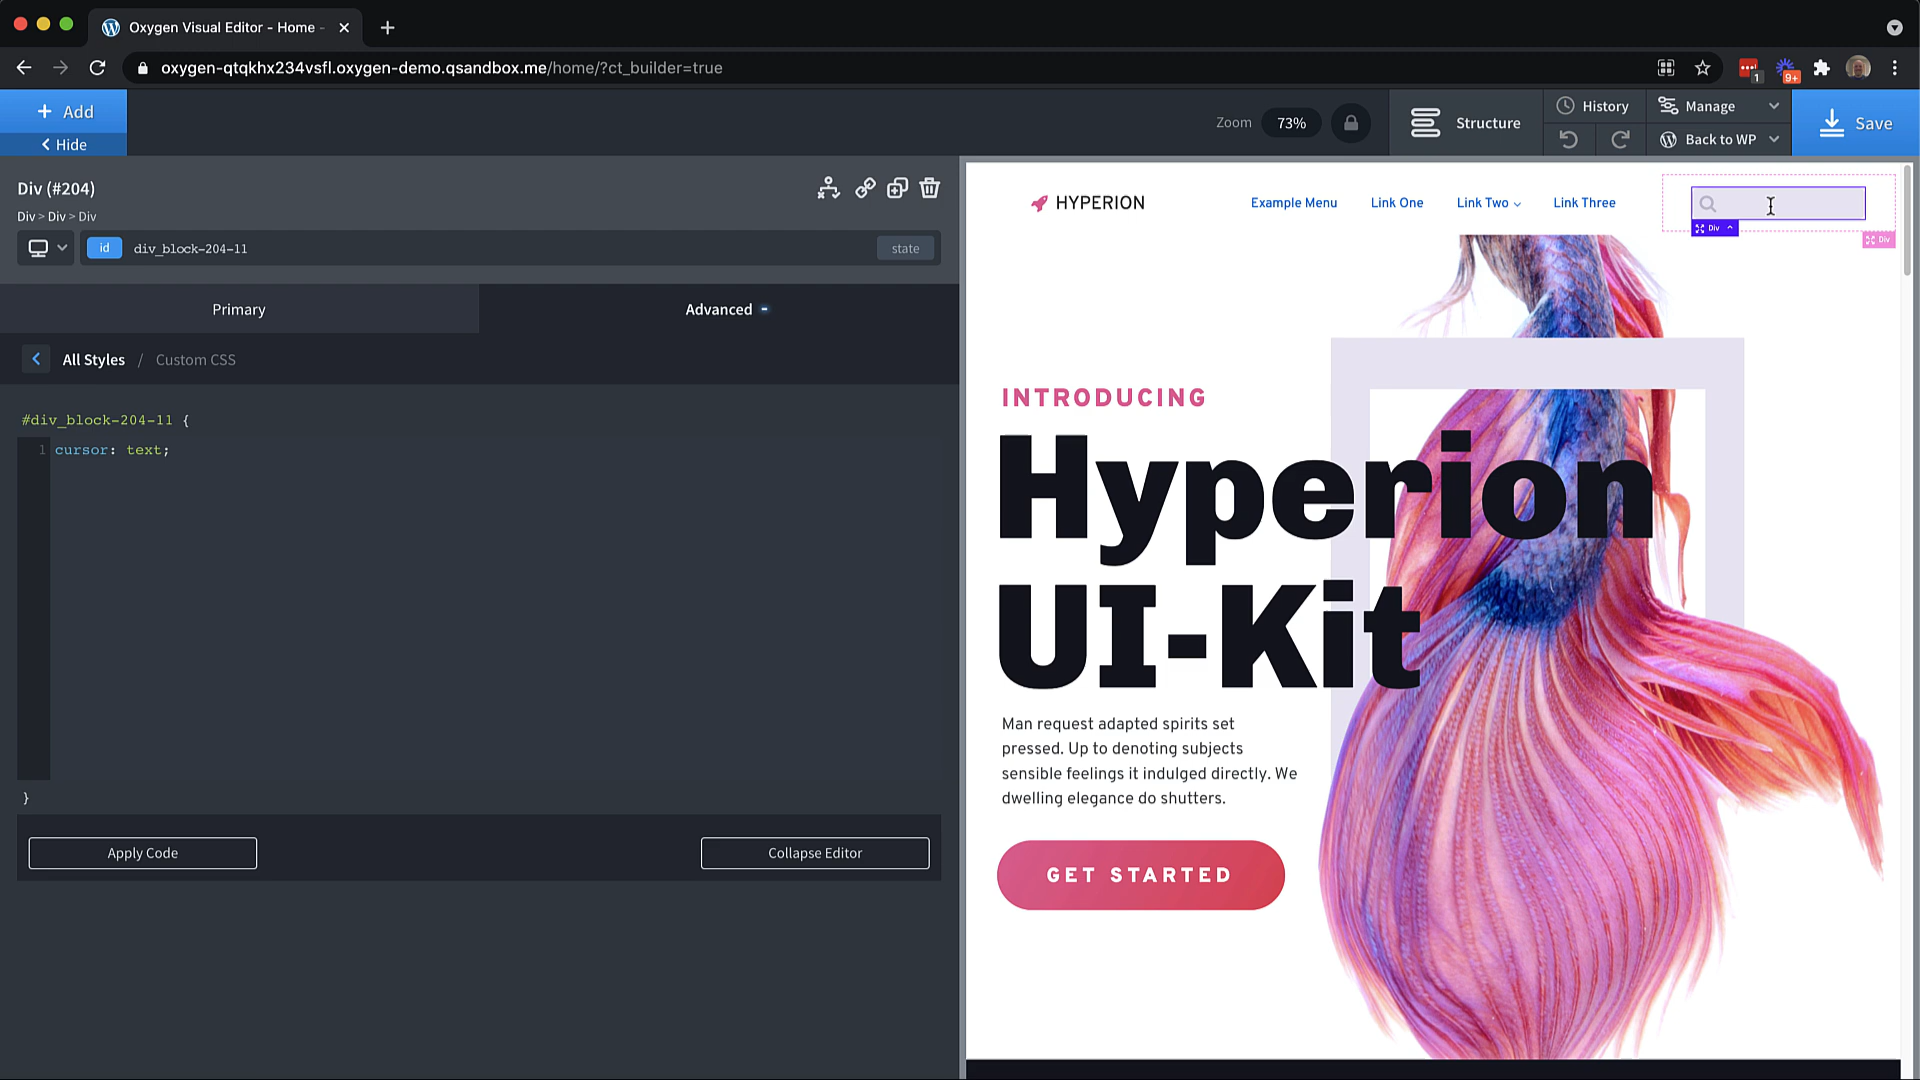 Oxygen Visual Editor - Home -
oxygen-qtqkhx234vsfl.oxygen-demo.qsandbox.me/home/?ct_builder=true
1
9+
Add
Hide
Zoom
73%
Structure
History
Manage
Back to WP
Save
Div (#204)
Div > Div > Div
id
div_block-204-11
state
Primary
Advanced
All Styles / Custom CSS
#div_block-204-11 {
1 cursor: text;
}
Apply Code
Collapse Editor
HYPERION
Example Menu
Link One
Link Two
Link Three
Div
Div
INTRODUCING
Hyperion
UI-Kit
Man request adapted spirits set
pressed. Up to denoting subjects
sensible feelings it indulged directly. We
dwelling elegance do shutters.
GET STARTED